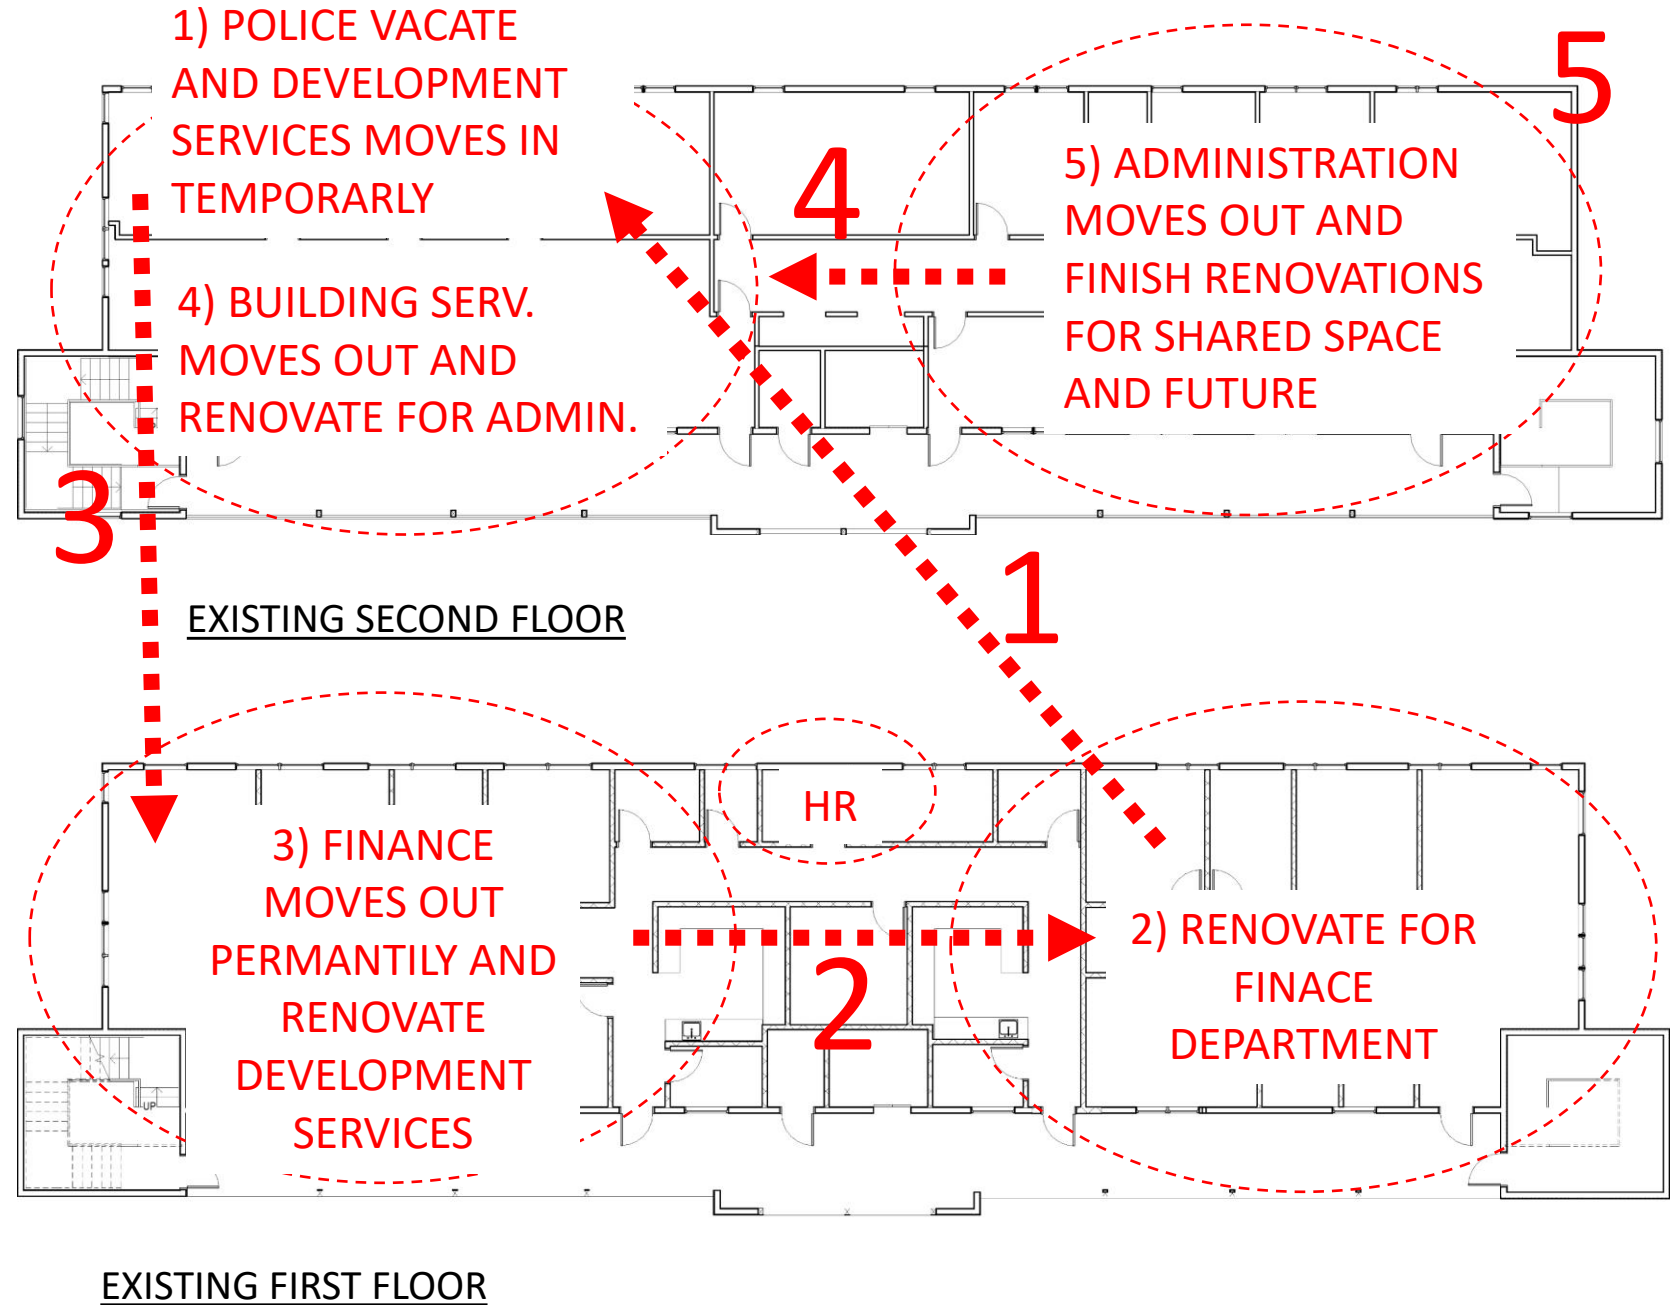 1) POLICE VACATE
AND DEVELOPMENT
SERVICES MOVES IN
TEMPORARLY
5
4
5) ADMINISTRATION
MOVES OUT AND
FINISH RENOVATIONS
FOR SHARED SPACE
AND FUTURE
4) BUILDING SERV.
MOVES OUT AND
RENOVATE FOR ADMIN.
3
1
EXISTING SECOND FLOOR
HR
3) FINANCE
MOVES OUT
PERMANTILY AND
RENOVATE
DEVELOPMENT
SERVICES
2
2) RENOVATE FOR
FINACE
DEPARTMENT
UP
EXISTING FIRST FLOOR